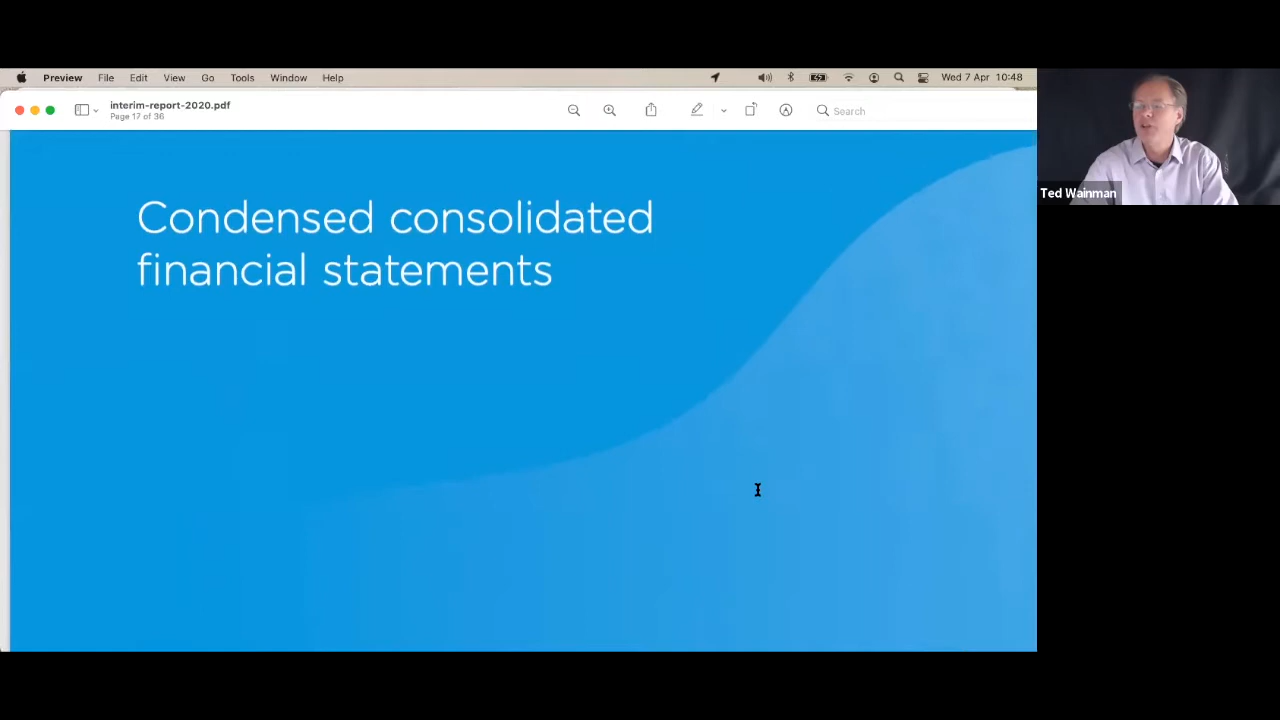 Preview File Edit View Go Tools Window Help Wed 7 Apr 10:48
interim-report-2020.pdf
Page 17 of 36
Search
Ted Wainman
Condensed consolidated
financial statements